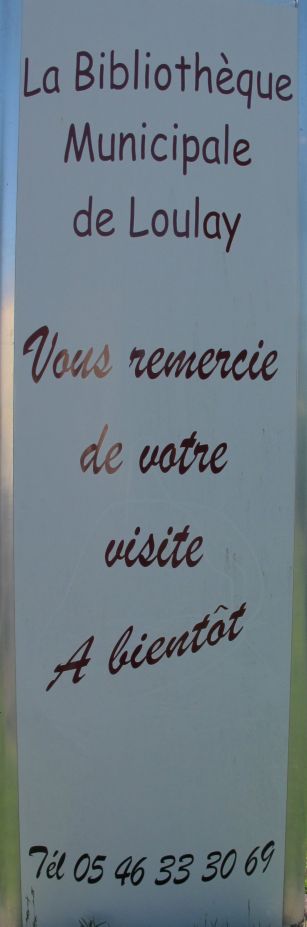 La Bibliothèque
Municipale
de Loulay
Vous remercie
de votre
visite
A bientôt
Tél 05 46 33 30 69